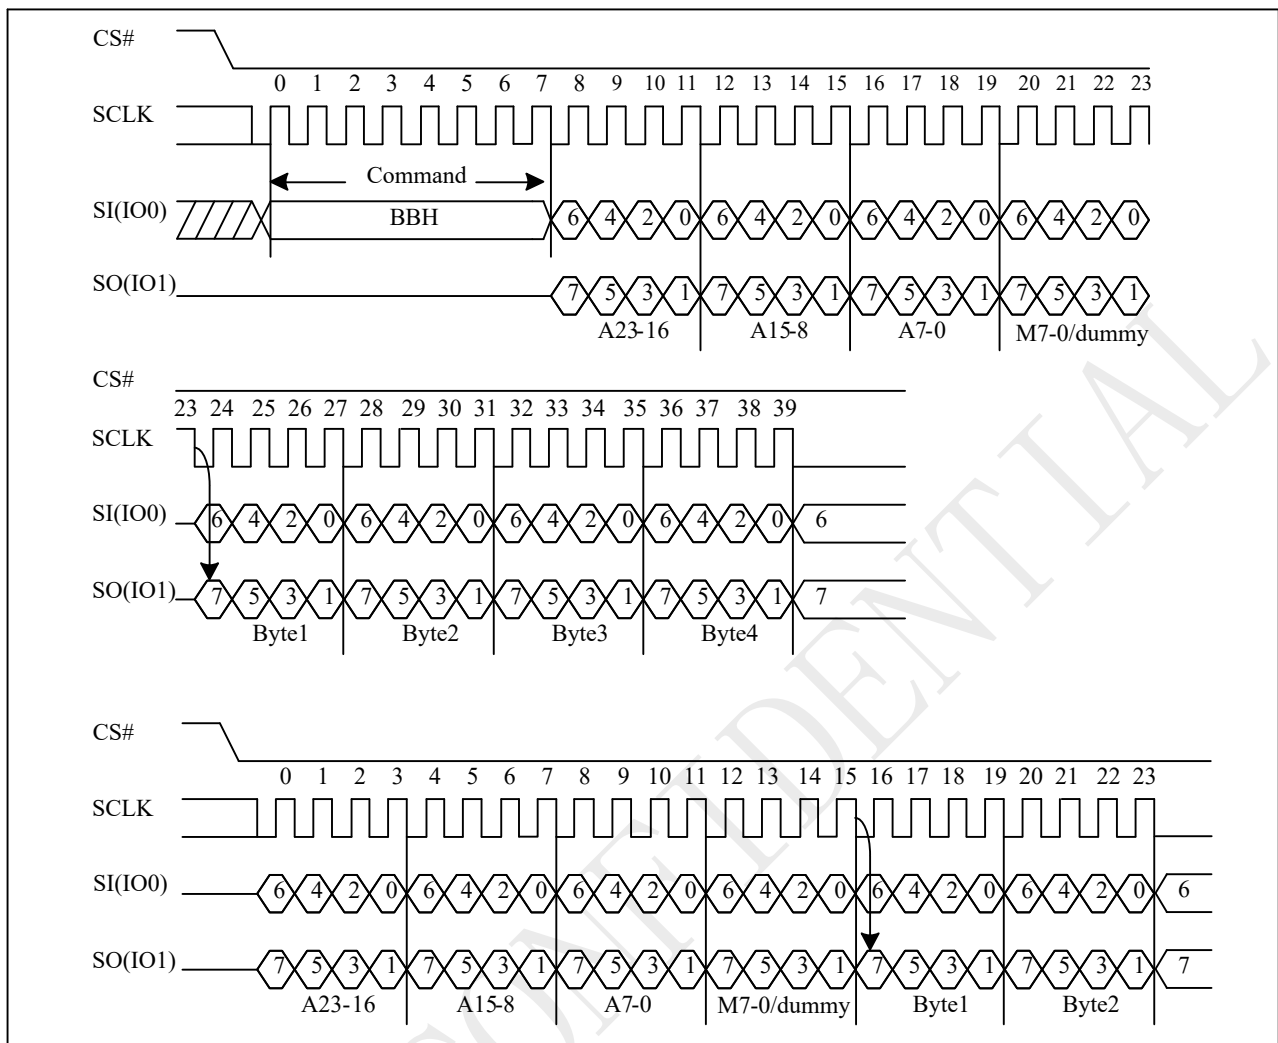 CS#
0 1 2 3 4 5 6 7 8 9 10 11 12 13 14 15 16 17 18 19 20 21 22 23
SCLK
Command
SI(IO0) BBH 6 4 2 0 6 4 2 0 6 4 2 0 6 4 2 0
SO(IO1) 7 5 3 1 7 5 3 1 7 5 3 1 7 5 3 1
A23-16 A15-8 A7-0 M7-0/dummy
CS#
23 24 25 26 27 28 29 30 31 32 33 34 35 36 37 38 39
SCLK
SI(IO0) 6 4 2 0 6 4 2 0 6 4 2 0 6 4 2 0 6
SO(IO1) 7 5 3 1 7 5 3 1 7 5 3 1 7 5 3 1 7
Byte1 Byte2 Byte3 Byte4
CS#
0 1 2 3 4 5 6 7 8 9 10 11 12 13 14 15 16 17 18 19 20 21 22 23
SCLK
SI(IO0) 6 4 2 0 6 4 2 0 6 4 2 0 6 4 2 0 6 4 2 0 6 4 2 0 6
SO(IO1) 7 5 3 1 7 5 3 1 7 5 3 1 7 5 3 1 7 5 3 1 7 5 3 1 7
A23-16 A15-8 A7-0 M7-0/dummy Byte1 Byte2
CONFIDENTIAL